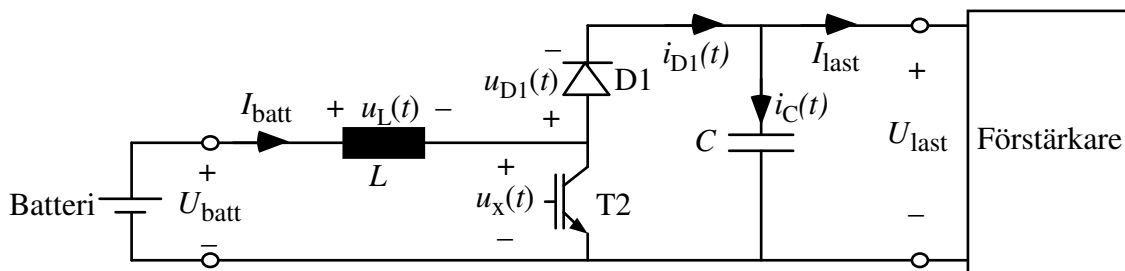 − i_D1(t) I_last
u_D1(t) D1 +
I_batt + u_L(t) − + i_C(t)
C U_last Förstärkare
+ L +
Batteri U_batt u_x(t) T2
− − −